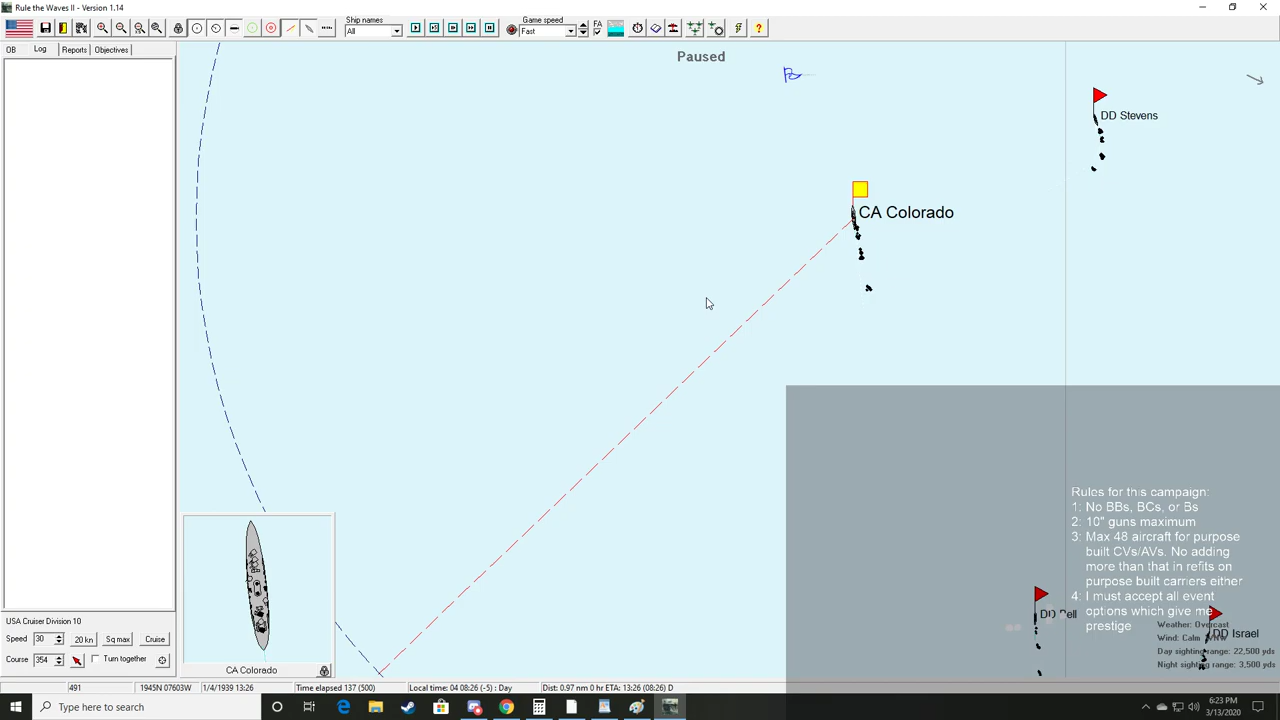 Rule the Waves II - Version 1.14
Ship names
All
Game speed
Fast
FA
OB
Log
Reports
Objectives
Paused
DD Stevens
CA Colorado
Rules for this campaign:
1: No BBs, BCs, or Bs
2: 10" guns maximum
3: Max 48 aircraft for purpose
built CVs/AVs. No adding
more than that in refits on
purpose built carriers either
4: I must accept all event
options which give me
prestige
DD Israel
Weather: Overcast
Wind: Calm
Day sighting range: 22,500 yds
Night sighting range: 3,500 yds
USA Cruiser Division 10
Speed
30
20 kn
Sq max
Cruise
Course
354
Turn together
CA Colorado
491
1945N 07603W
1/4/1939 13:26
Time elapsed 137 (500)
Local time: 04 08:26 (-5) : Day
Dist: 0.97 nm 0 hr ETA: 13:26 (08:26) D
Type here to search
6:23 PM
3/13/2020